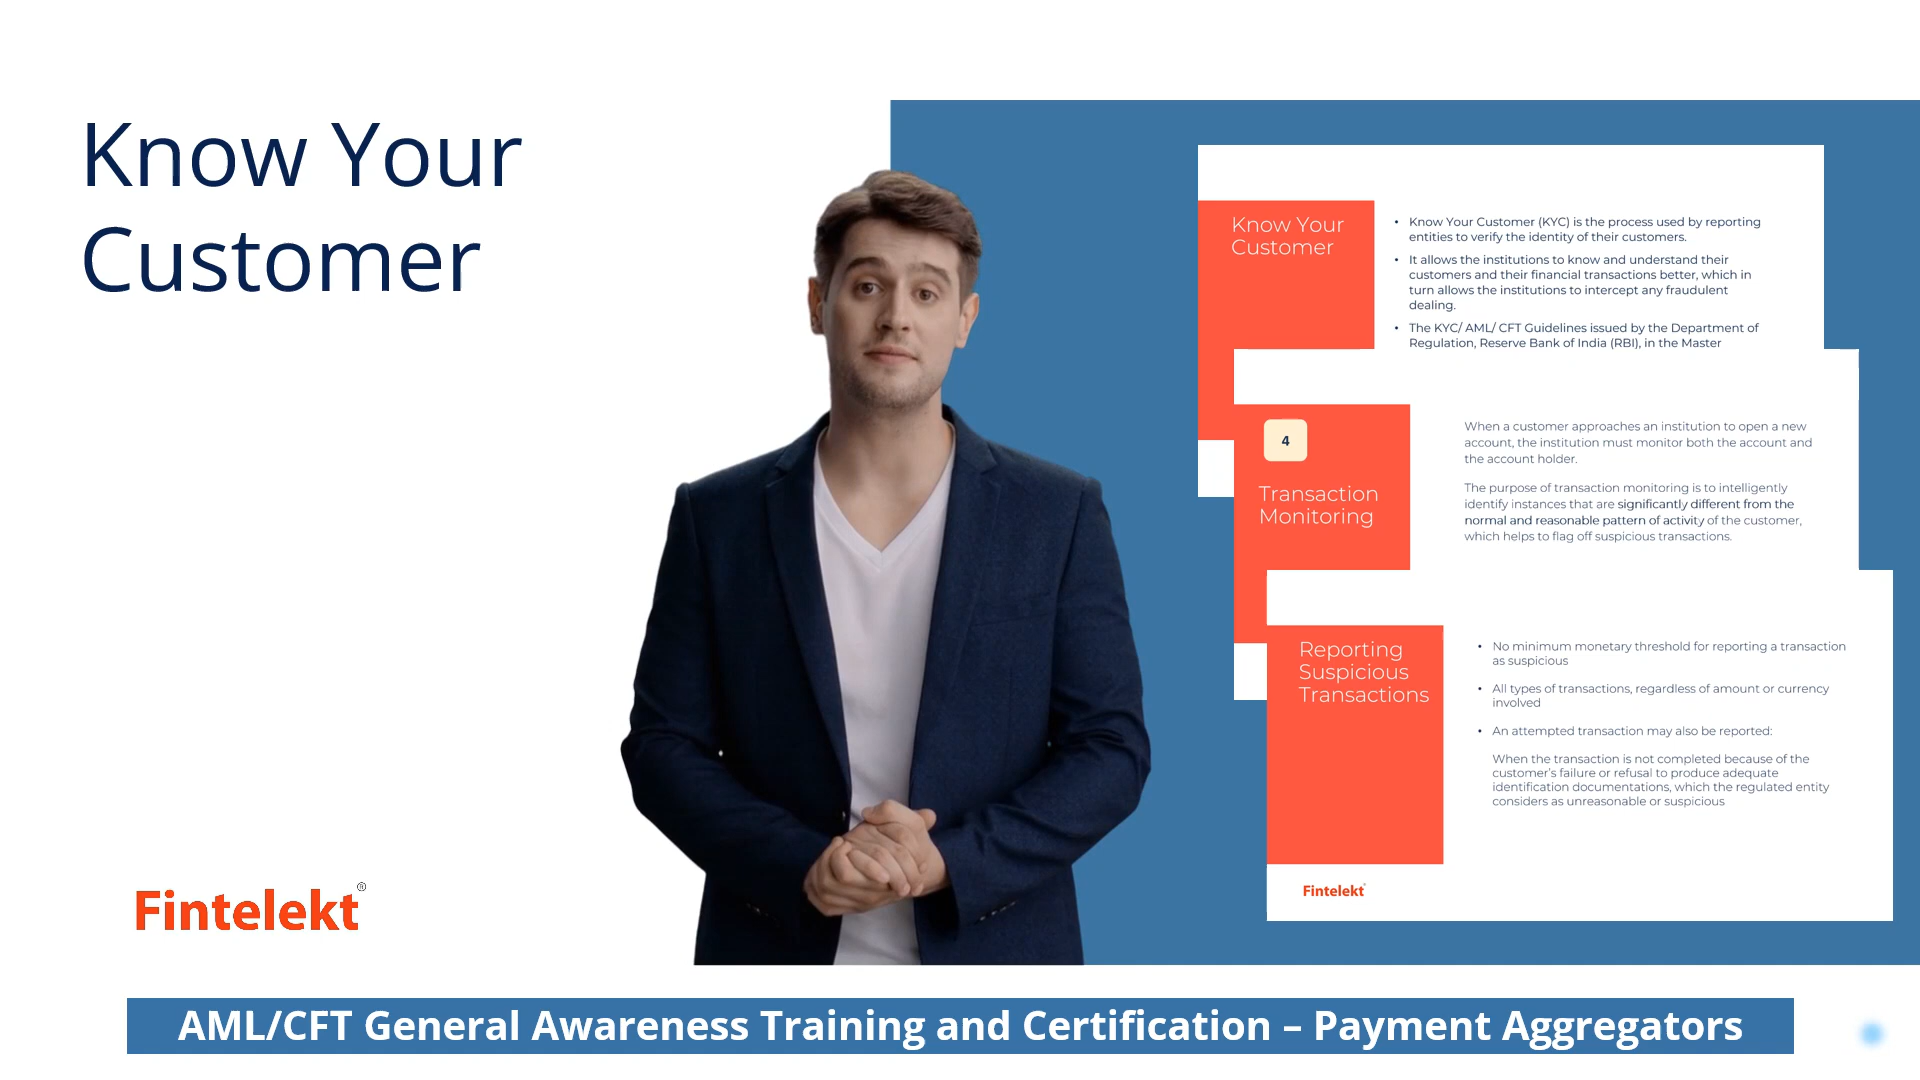 Know Your
Customer
Know Your
Customer
• Know Your Customer (KYC) is the process used by reporting
entities to verify the identity of their customers.
• It allows the institutions to know and understand their
customers and their financial transactions better, which in
turn allows the institutions to intercept any fraudulent
dealing.
• The KYC/ AML/ CFT Guidelines issued by the Department of
Regulation, Reserve Bank of India (RBI), in the Master
4
Transaction
Monitoring
When a customer approaches an institution to open a new
account, the institution must monitor both the account and
the account holder.
The purpose of transaction monitoring is to intelligently
identify instances that are significantly different from the
normal and reasonable pattern of activity of the customer,
which helps to flag off suspicious transactions.
Reporting
Suspicious
Transactions
• No minimum monetary threshold for reporting a transaction
as suspicious
• All types of transactions, regardless of amount or currency
involved
• An attempted transaction may also be reported:
When the transaction is not completed because of the
customer's failure or refusal to produce adequate
identification documentations, which the regulated entity
considers as unreasonable or suspicious
Fintelekt
Fintelekt®
AML/CFT General Awareness Training and Certification – Payment Aggregators